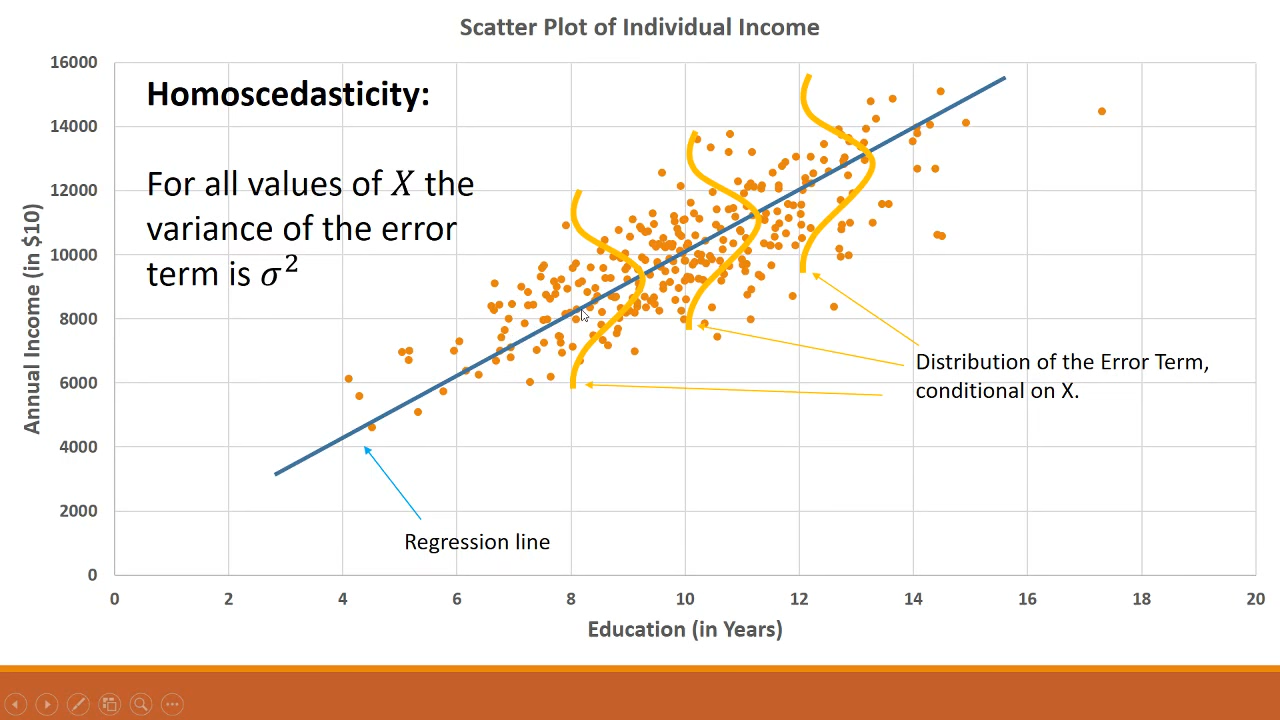 Scatter Plot of Individual Income
Homoscedasticity:
For all values of X the
variance of the error
term is σ²
16000
14000
12000
10000
8000
6000
4000
2000
0
Annual Income (in $10)
Distribution of the Error Term,
conditional on X.
Regression line
0 2 4 6 8 10 12 14 16 18 20
Education (in Years)